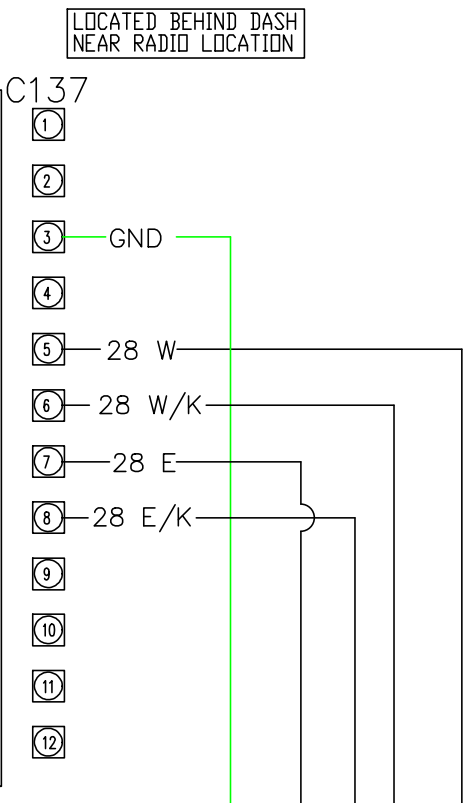 LOCATED BEHIND DASH
NEAR RADIO LOCATION
C137
1
2
3 GND
4
5 28 W
6 28 W/K
7 28 E
8 28 E/K
9
10
11
12